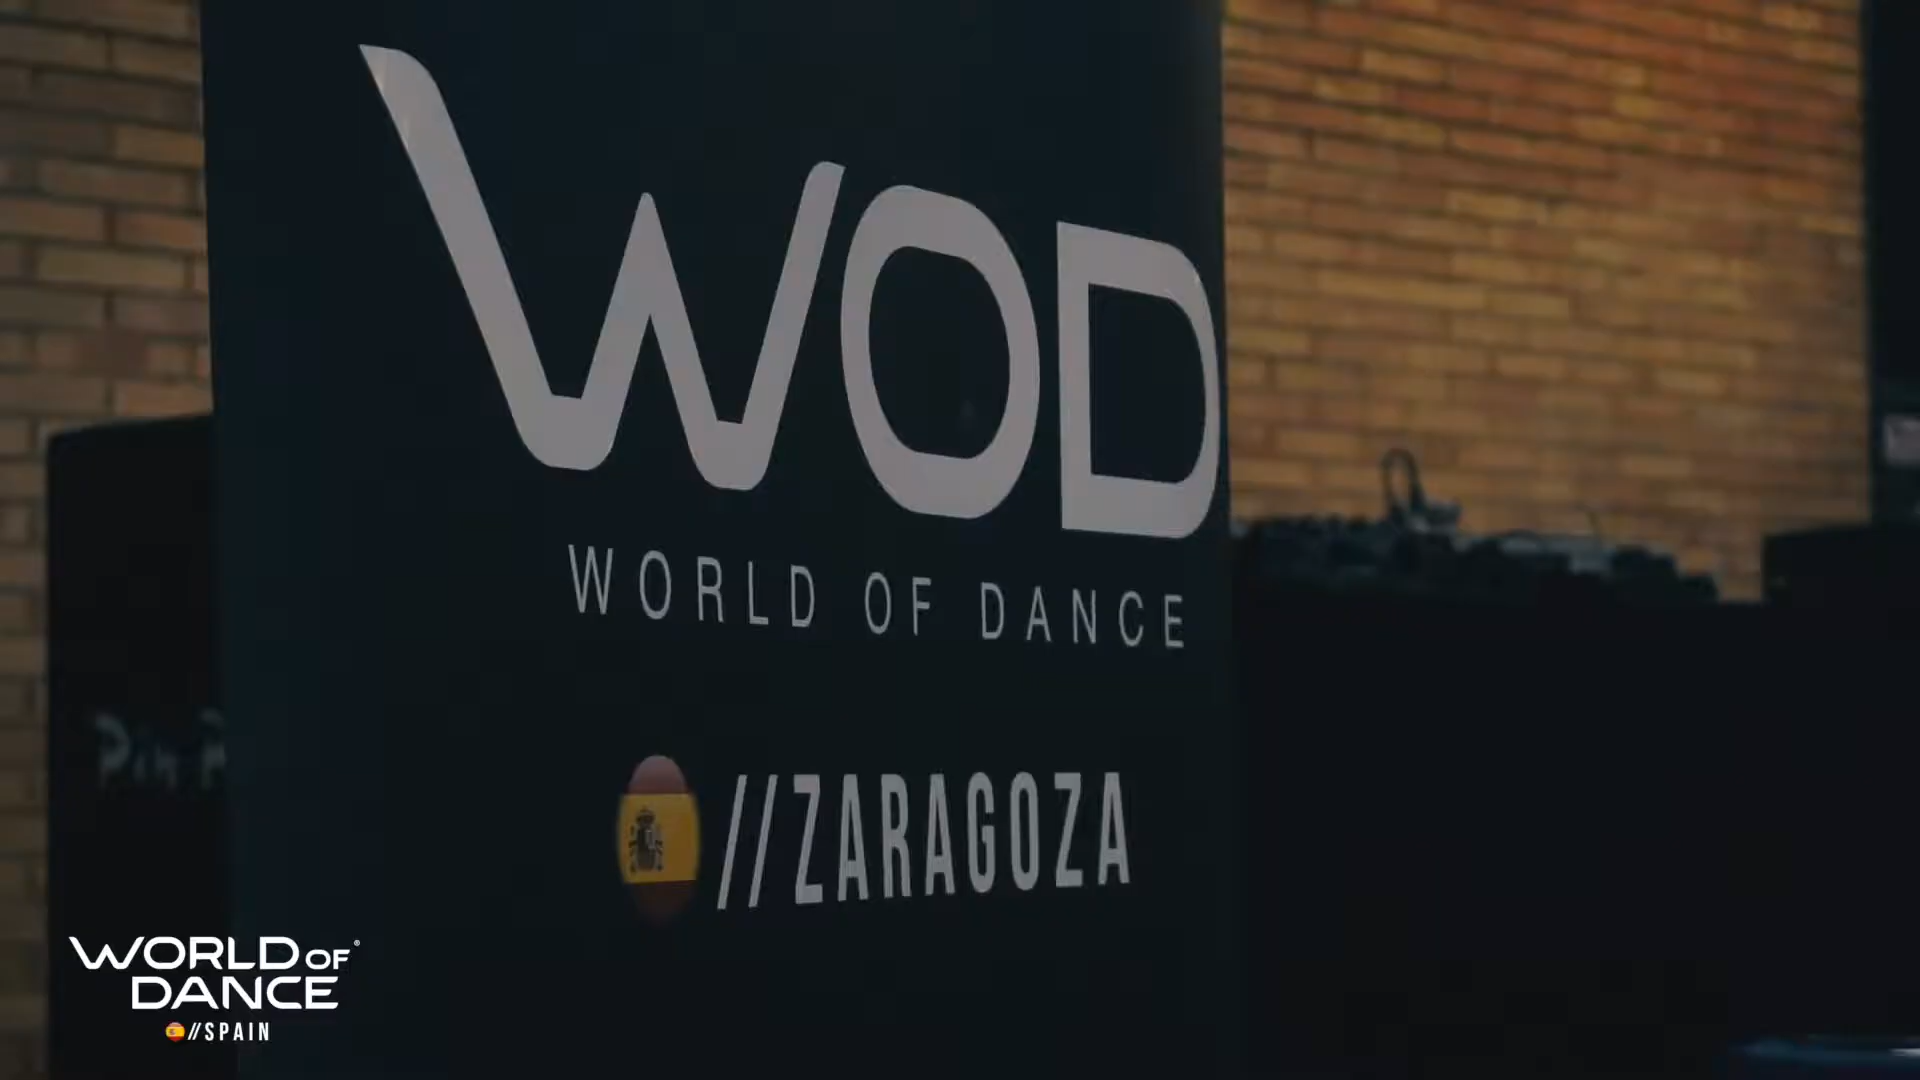 WOD
WORLD OF DANCE
//ZARAGOZA
WORLD OF
DANCE
//SPAIN